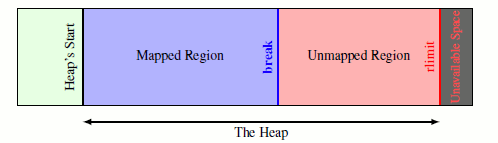 Heap's Start
Mapped Region
break
Unmapped Region
rlimit
Unavailable Space
The Heap